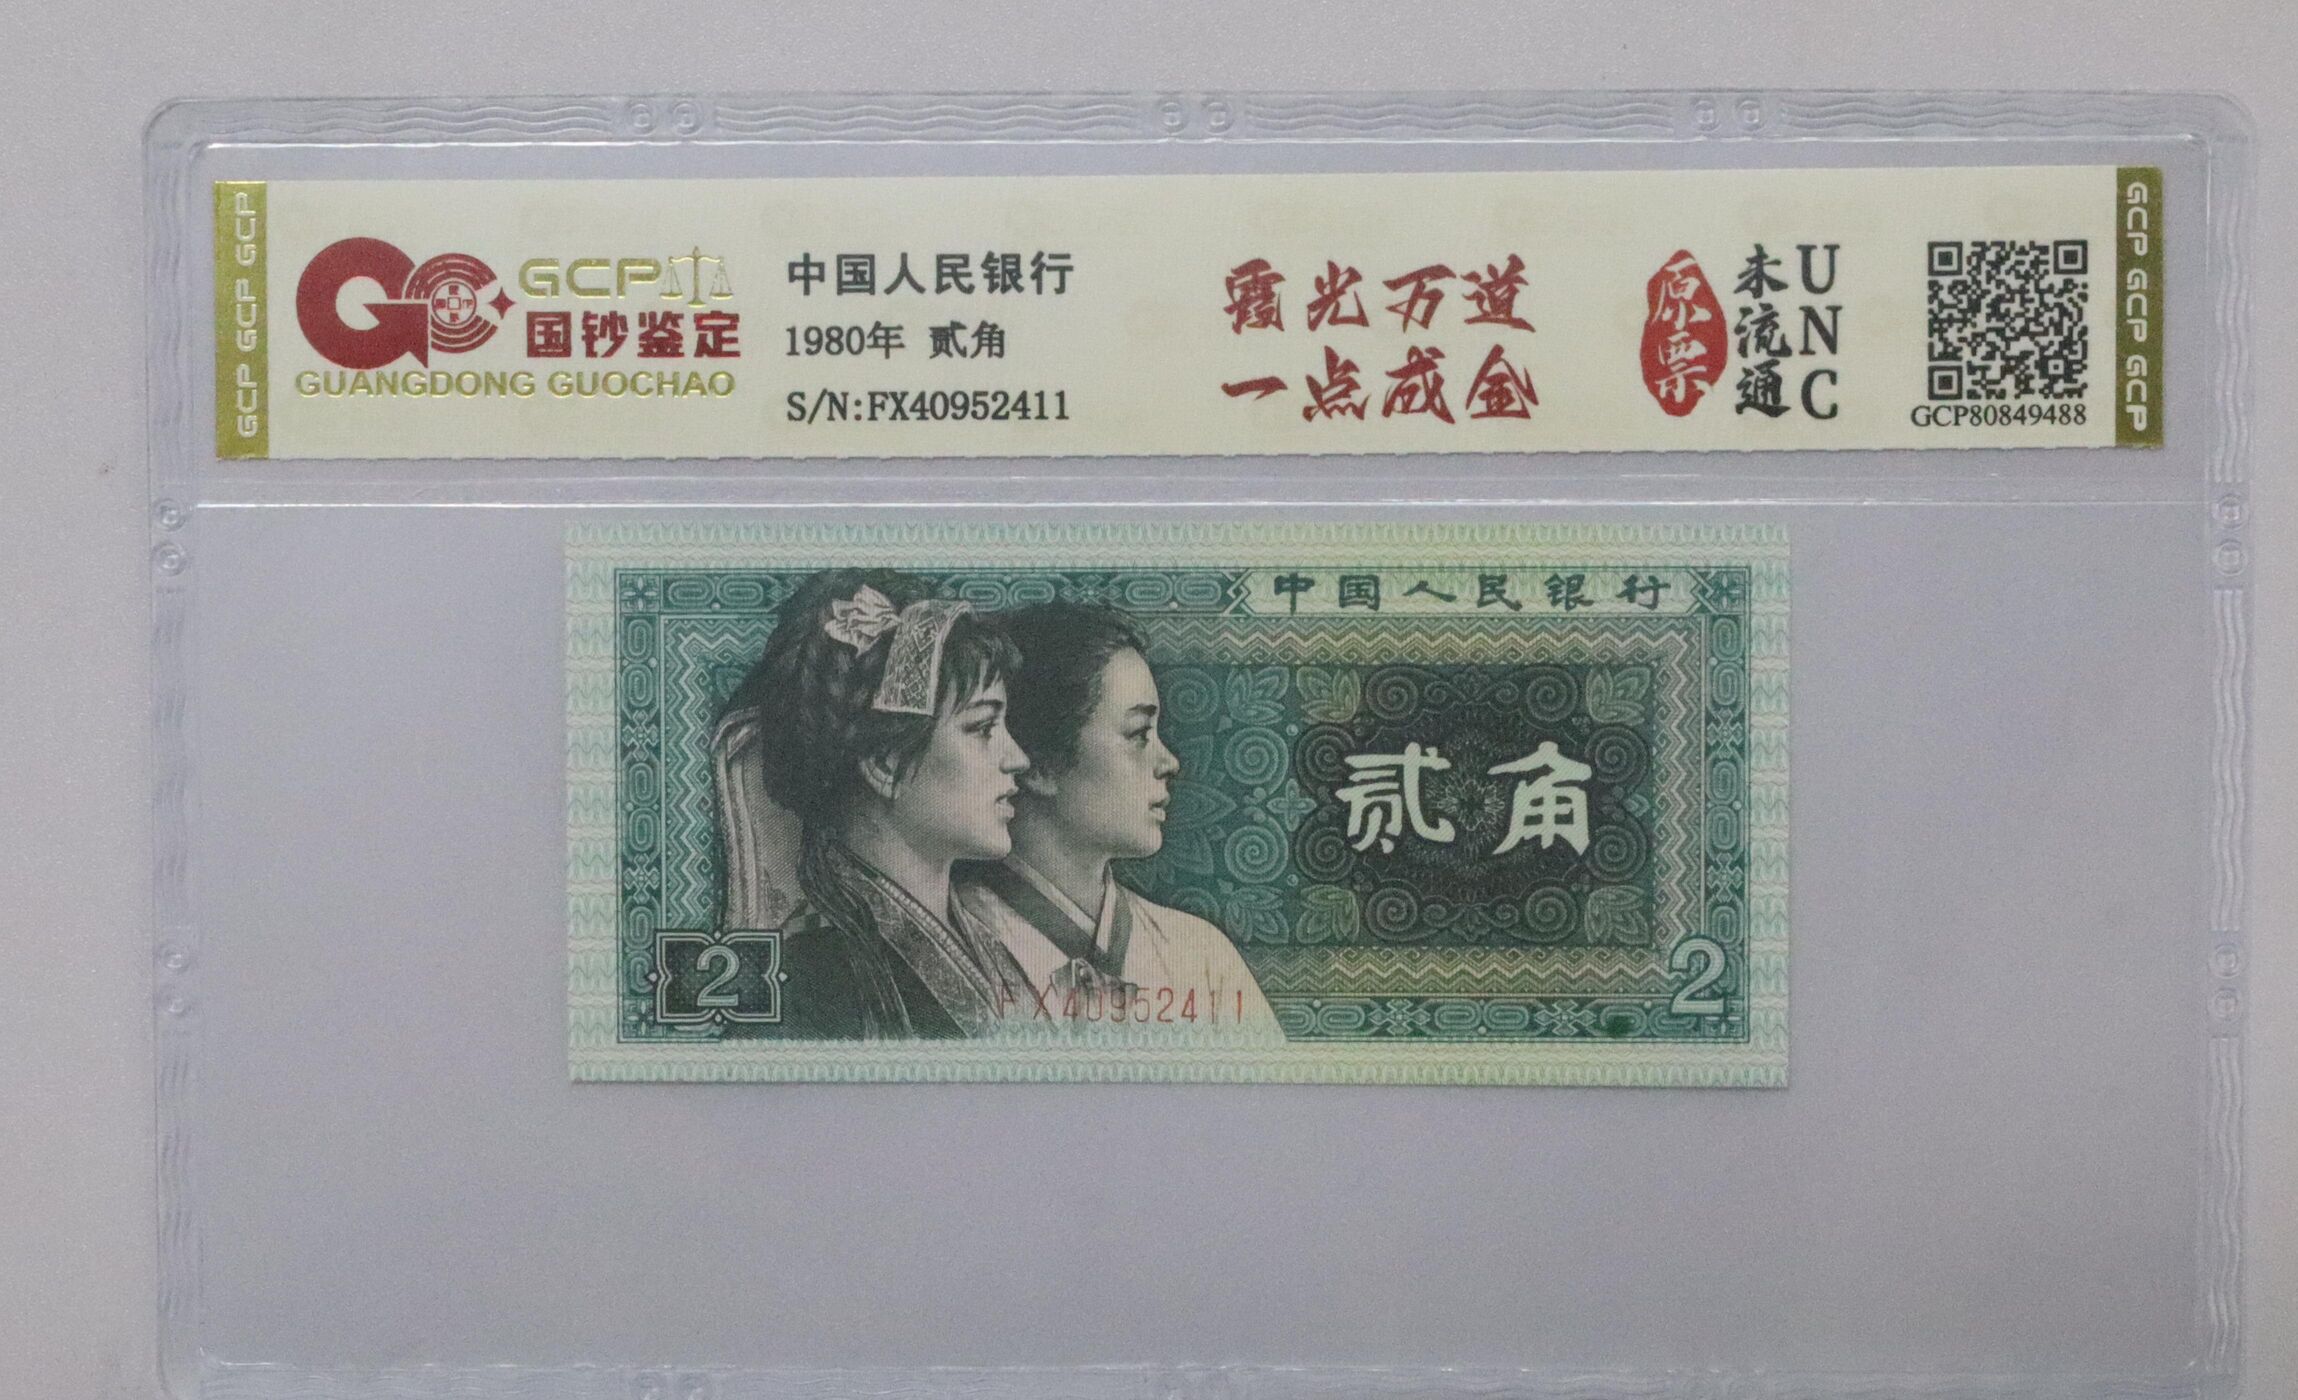 GCP GCP GCP
GCP
国钞鉴定
GUANGDONG GUOCHAO
中国人民银行
1980年 贰角
S/N:FX40952411
霞光万道
一点成金
原票
未流通
UNC
GCP80849488
GCP GCP GCP
中国人民银行
贰角
2
2
FX40952411